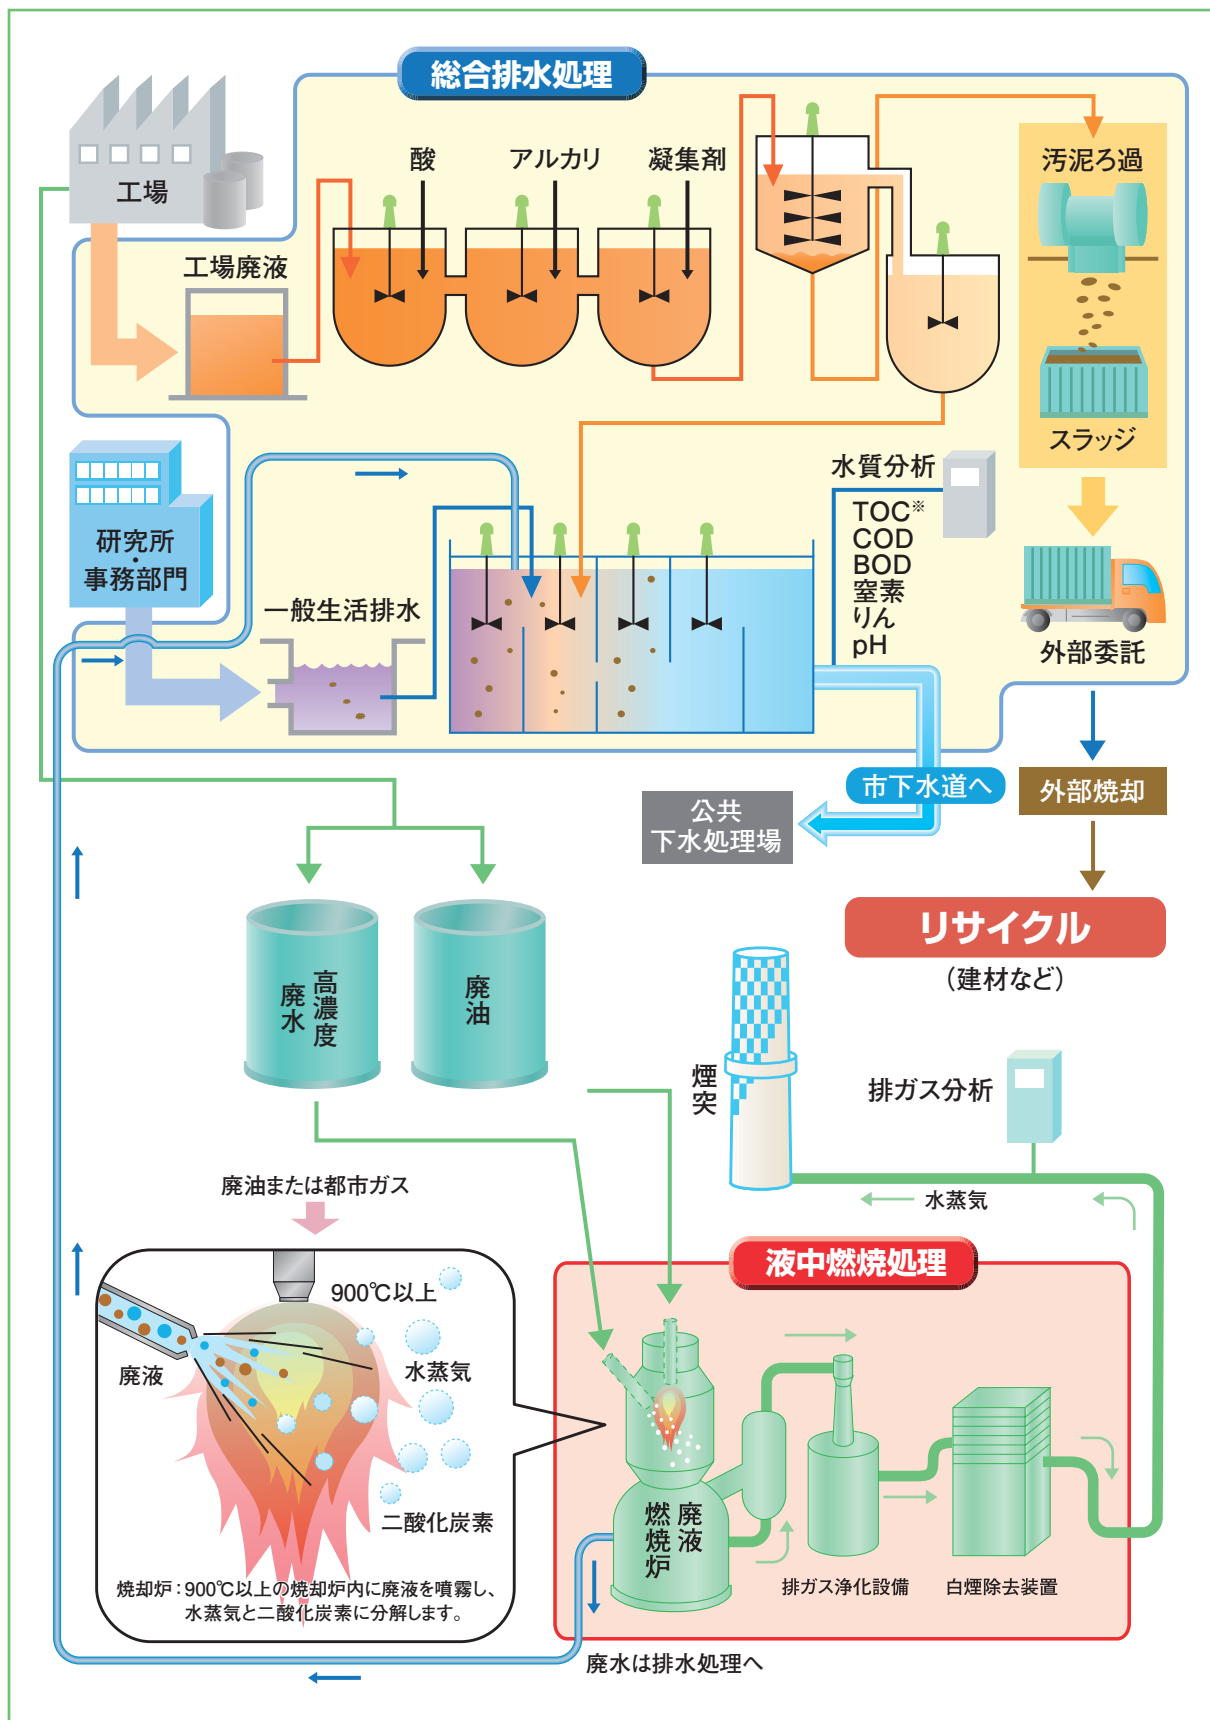 総合排水処理
工場
酸
アルカリ
凝集剤
汚泥ろ過
工場廃液
スラッジ
水質分析
TOC※
COD
BOD
窒素
りん
pH
研究所
・
事務部門
一般生活排水
外部委託
市下水道へ
公共
下水処理場
外部焼却
リサイクル
（建材など）
高濃度
廃水
廃油
煙突
排ガス分析
水蒸気
廃油または都市ガス
900℃以上
廃液
水蒸気
二酸化炭素
焼却炉：900℃以上の焼却炉内に廃液を噴霧し、
水蒸気と二酸化炭素に分解します。
液中燃焼処理
廃液
燃焼炉
排ガス浄化設備
白煙除去装置
廃水は排水処理へ